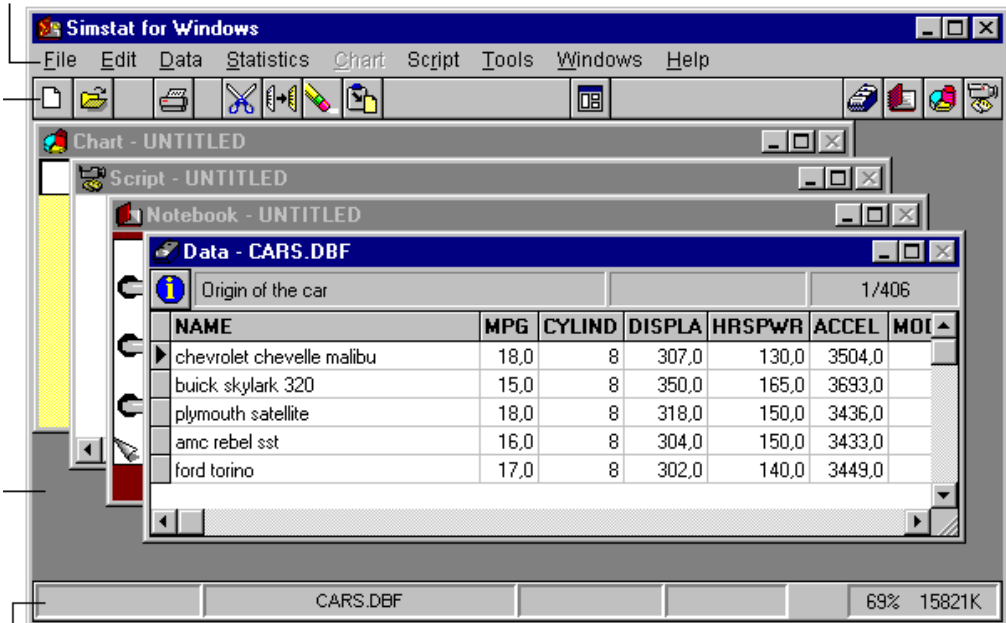 Simstat for Windows
File Edit Data Statistics Chart Script Tools Windows Help
Chart - UNTITLED
Script - UNTITLED
Notebook - UNTITLED
Data - CARS.DBF
Origin of the car 1/406
NAME MPG CYLIND DISPLA HRSPWR ACCEL
chevrolet chevelle malibu 18,0 8 307,0 130,0 3504,0
buick skylark 320 15,0 8 350,0 165,0 3693,0
plymouth satellite 18,0 8 318,0 150,0 3436,0
amc rebel sst 16,0 8 304,0 150,0 3433,0
ford torino 17,0 8 302,0 140,0 3449,0
CARS.DBF 69% 15821K